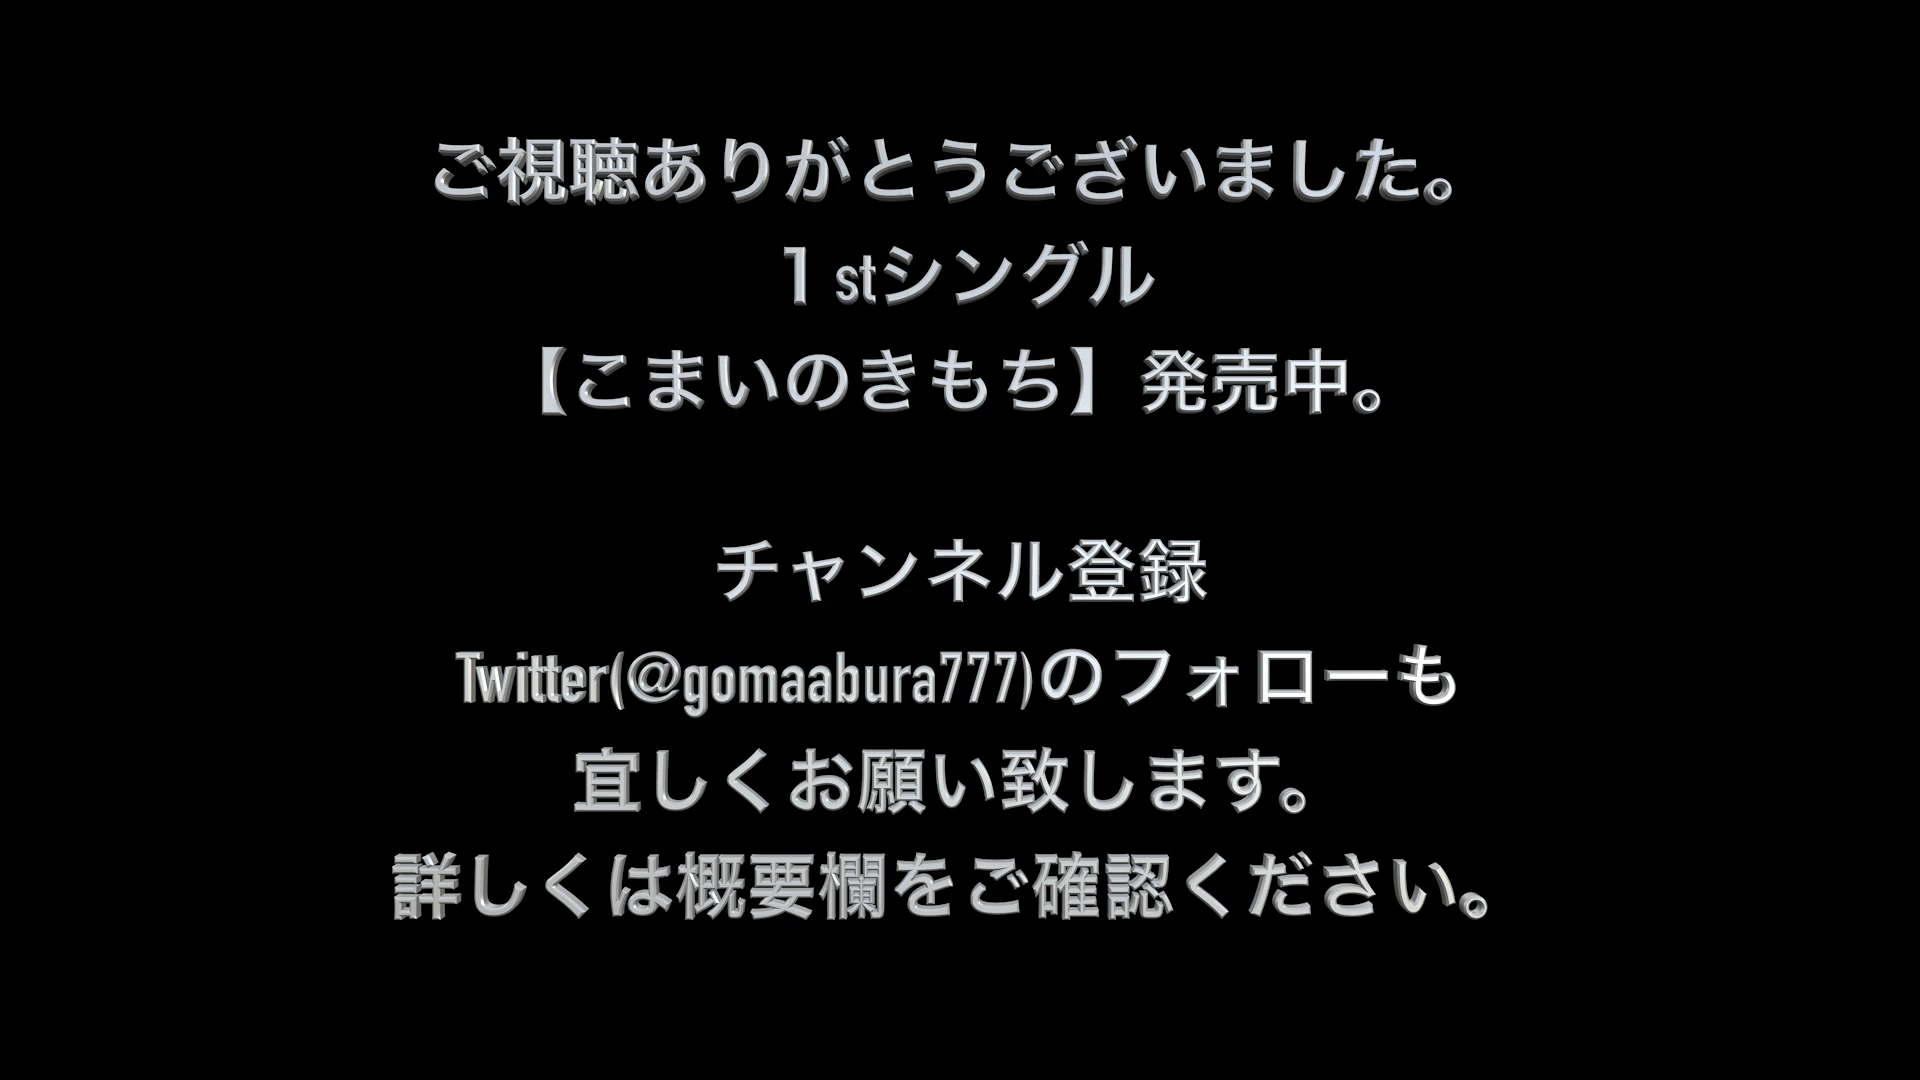 ご視聴ありがとうございました。
１stシングル
【こまいのきもち】発売中。
チャンネル登録
Twitter(@gomaabura777)のフォローも
宜しくお願い致します。
詳しくは概要欄をご確認ください。